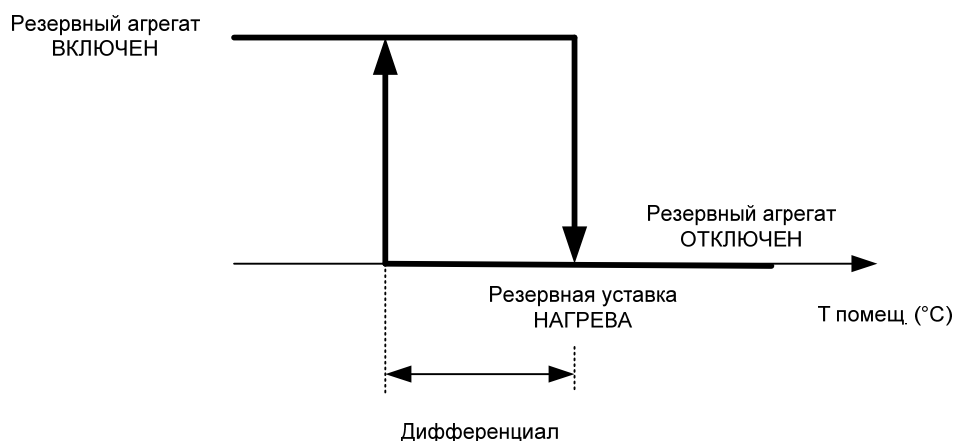 Резервный агрегат
ВКЛЮЧЕН
Резервный агрегат
ОТКЛЮЧЕН
Резервная уставка
НАГРЕВА
Т помещ. (°C)
Дифференциал